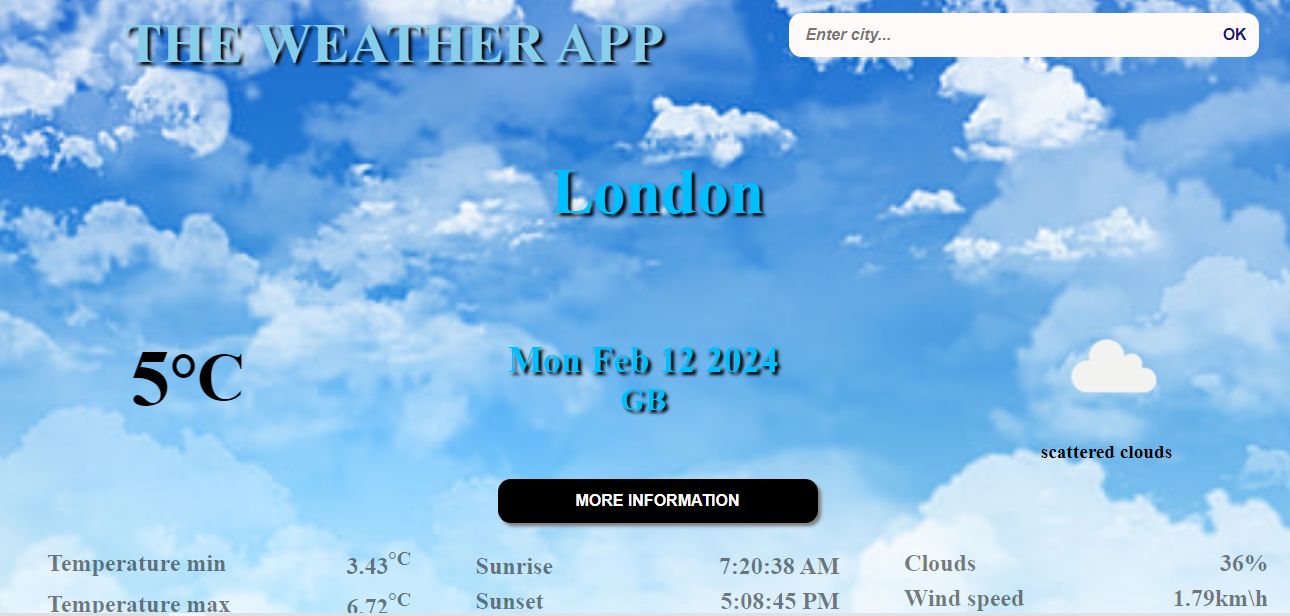 THE WEATHER APP
Enter city...
OK
London
5°C
Mon Feb 12 2024
GB
scattered clouds
MORE INFORMATION
Temperature min 3.43°C
Temperature max 6.72°C
Sunrise 7:20:38 AM
Sunset 5:08:45 PM
Clouds 36%
Wind speed 1.79km\h